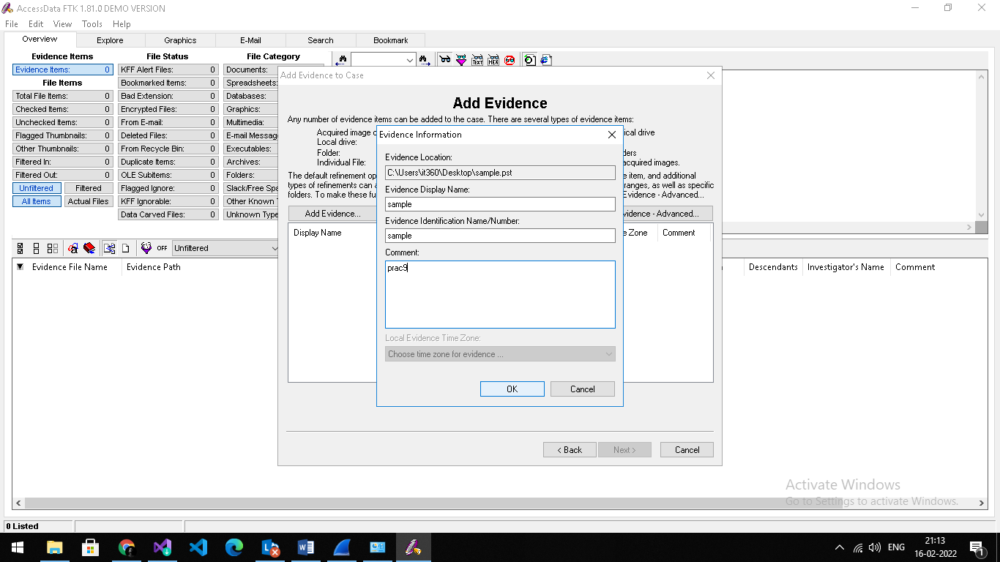 AccessData FTK 1.81.0 DEMO VERSION
File Edit View Tools Help
Overview Explore Graphics E-Mail Search Bookmark
Evidence Items File Status File Category
Evidence Items: 0 KFF Alert Files: 0 Documents:
File Items Bookmarked Items: 0 Spreadsheets:
Total File Items: 0 Bad Extension: 0 Databases:
Checked Items: 0 Encrypted Files: 0 Graphics:
Unchecked Items: 0 From E-mail: 0 Multimedia:
Flagged Thumbnails: 0 Deleted Files: 0 E-mail Messag
Other Thumbnails: 0 From Recycle Bin: 0 Executables:
Filtered In: 0 Duplicate Items: 0 Archives:
Filtered Out: 0 OLE Subitems: 0 Folders:
Unfiltered Filtered Flagged Ignore: 0 Slack/Free Spa
All Items Actual Files KFF Ignorable: 0 Other Known T
Data Carved Files: 0 Unknown Type
TEXT HEX
OFF Unfiltered
Evidence File Name Evidence Path Descendants Investigator's Name Comment
Add Evidence to Case
Add Evidence
Any number of evidence items can be added to the case. There are several types of evidence items:
Acquired image o ical drive
Local drive:
Folder: ders
Individual File: acquired images.
The default refinement op e item, and additional
types of refinements can a ranges, as well as specific
folders. To make these fu Evidence - Advanced...
Add Evidence... vidence - Advanced...
Display Name e Zone Comment
< Back Next > Cancel
Evidence Information
Evidence Location:
C:\Users\it360\Desktop\sample.pst
Evidence Display Name:
sample
Evidence Identification Name/Number:
sample
Comment:
prac9
Local Evidence Time Zone:
Choose time zone for evidence ...
OK Cancel
Activate Windows
Go to Settings to activate Windows.
0 Listed
ENG 21:13
16-02-2022
1